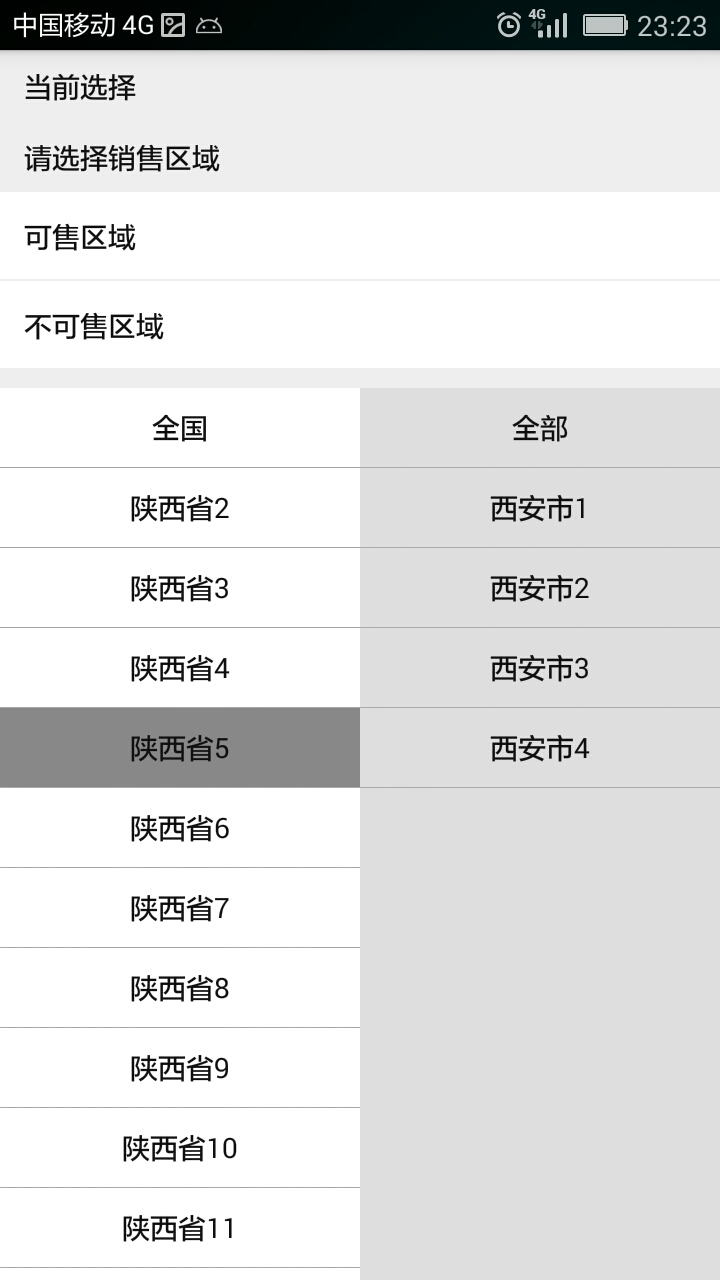 中国移动 4G 4G 23:23
当前选择
请选择销售区域
可售区域
不可售区域
全国 全部
陕西省2 西安市1
陕西省3 西安市2
陕西省4 西安市3
陕西省5 西安市4
陕西省6
陕西省7
陕西省8
陕西省9
陕西省10
陕西省11